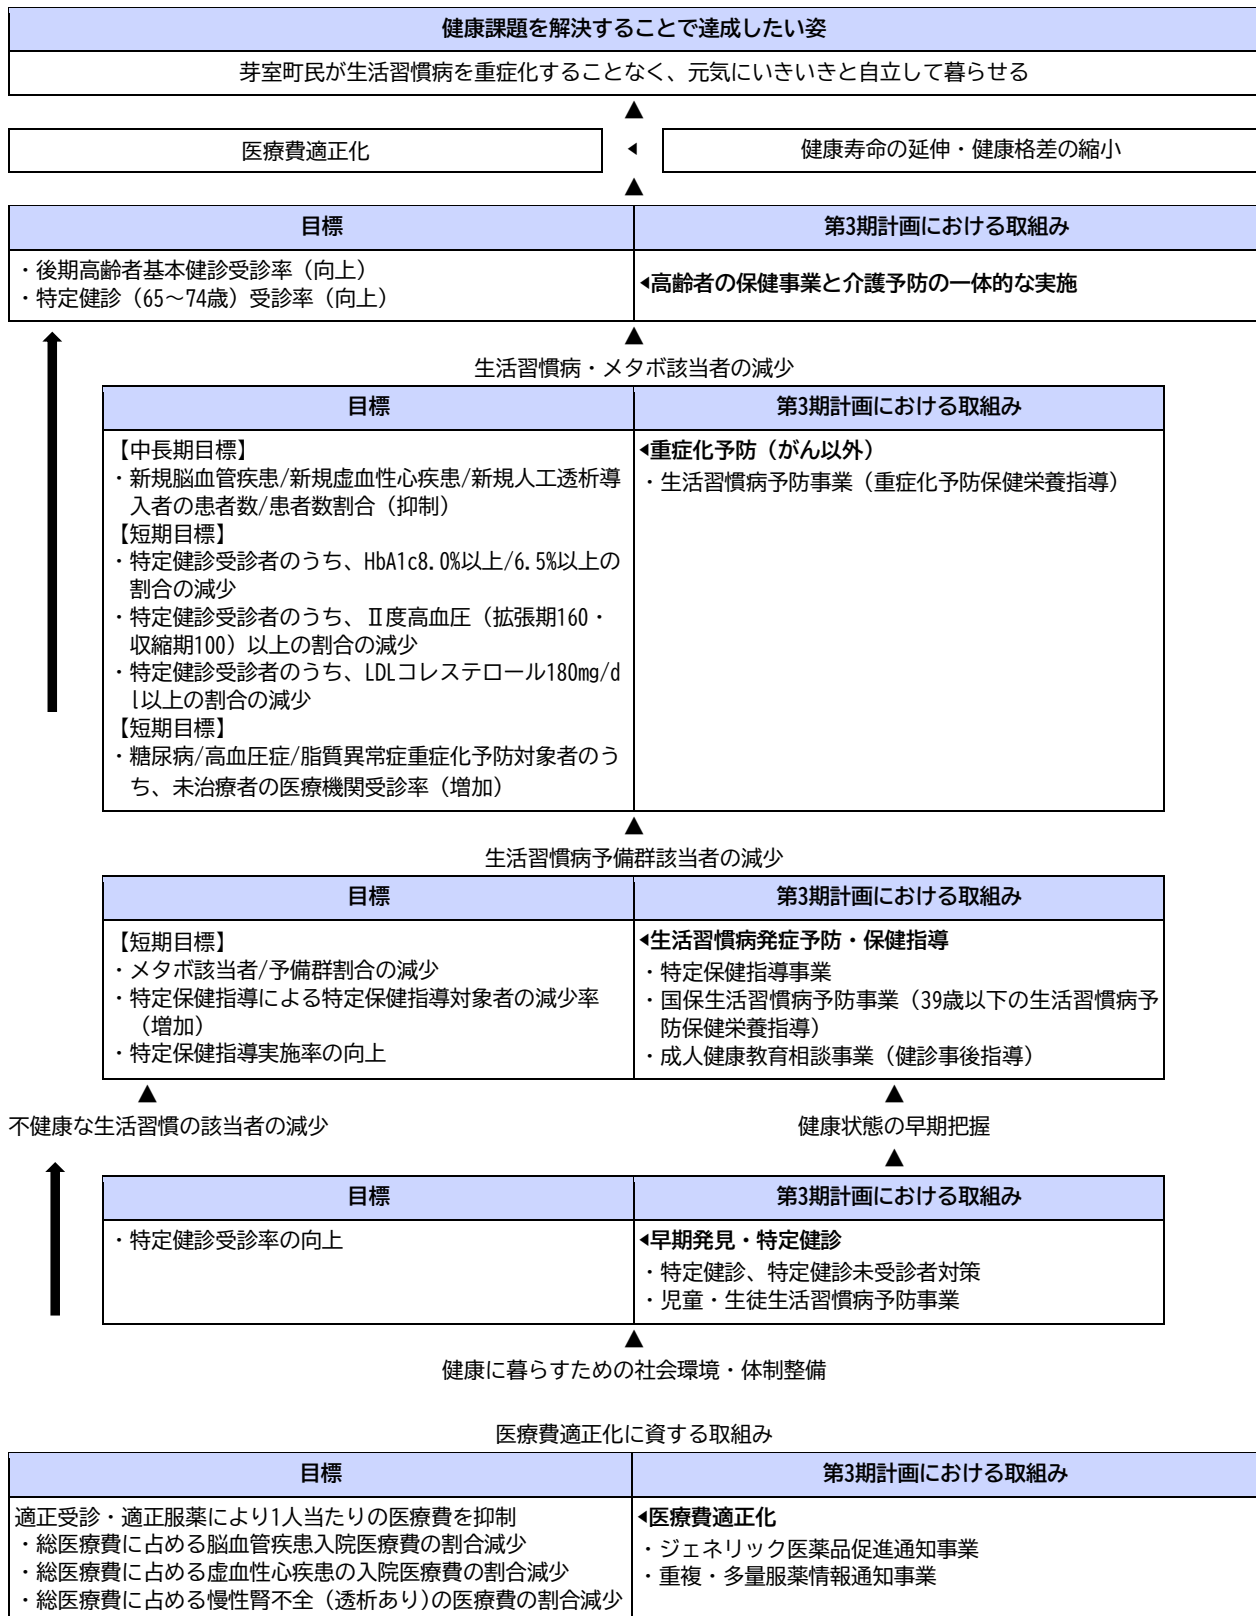 健康課題を解決することで達成したい姿
芽室町民が生活習慣病を重症化することなく、元気にいきいきと自立して暮らせる
▲
医療費適正化
◀
健康寿命の延伸・健康格差の縮小
▲
目標
第3期計画における取組み
・後期高齢者基本健診受診率（向上）
・特定健診（65～74歳）受診率（向上）
◀高齢者の保健事業と介護予防の一体的な実施
▲
生活習慣病・メタボ該当者の減少
目標
第3期計画における取組み
【中長期目標】
・新規脳血管疾患/新規虚血性心疾患/新規人工透析導
入者の患者数/患者数割合（抑制）
【短期目標】
・特定健診受診者のうち、HbA1c8.0%以上/6.5%以上の
割合の減少
・特定健診受診者のうち、Ⅱ度高血圧（拡張期160・
収縮期100）以上の割合の減少
・特定健診受診者のうち、LDLコレステロール180mg/d
l以上の割合の減少
【短期目標】
・糖尿病/高血圧症/脂質異常症重症化予防対象者のう
ち、未治療者の医療機関受診率（増加）
◀重症化予防（がん以外）
・生活習慣病予防事業（重症化予防保健栄養指導）
▲
生活習慣病予備群該当者の減少
目標
第3期計画における取組み
【短期目標】
・メタボ該当者/予備群割合の減少
・特定保健指導による特定保健指導対象者の減少率
（増加）
・特定保健指導実施率の向上
◀生活習慣病発症予防・保健指導
・特定保健指導事業
・国保生活習慣病予防事業（39歳以下の生活習慣病予
防保健栄養指導）
・成人健康教育相談事業（健診事後指導）
▲
不健康な生活習慣の該当者の減少
▲
健康状態の早期把握
▲
目標
第3期計画における取組み
・特定健診受診率の向上
◀早期発見・特定健診
・特定健診、特定健診未受診者対策
・児童・生徒生活習慣病予防事業
▲
健康に暮らすための社会環境・体制整備
医療費適正化に資する取組み
目標
第3期計画における取組み
適正受診・適正服薬により1人当たりの医療費を抑制
・総医療費に占める脳血管疾患入院医療費の割合減少
・総医療費に占める虚血性心疾患の入院医療費の割合減少
・総医療費に占める慢性腎不全（透析あり)の医療費の割合減少
◀医療費適正化
・ジェネリック医薬品促進通知事業
・重複・多量服薬情報通知事業